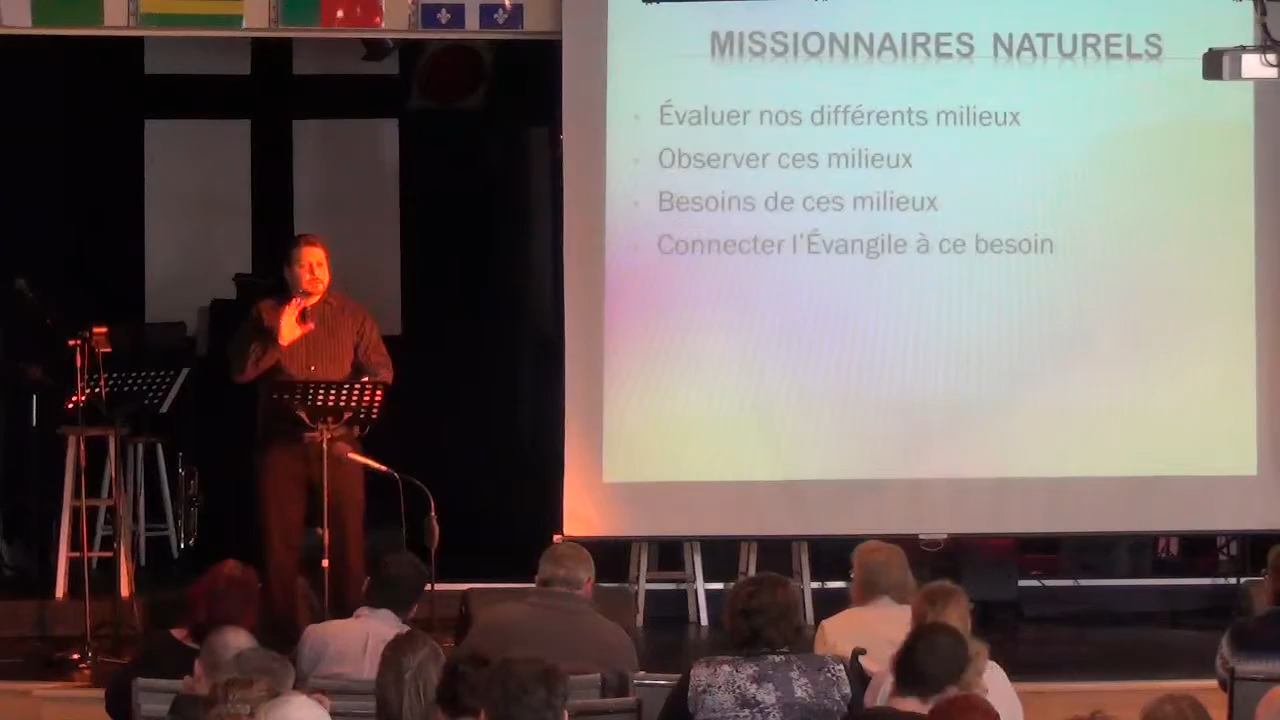 MISSIONNAIRES NATURELS
Évaluer nos différents milieux
Observer ces milieux
Besoins de ces milieux
Connecter l'Évangile à ce besoin